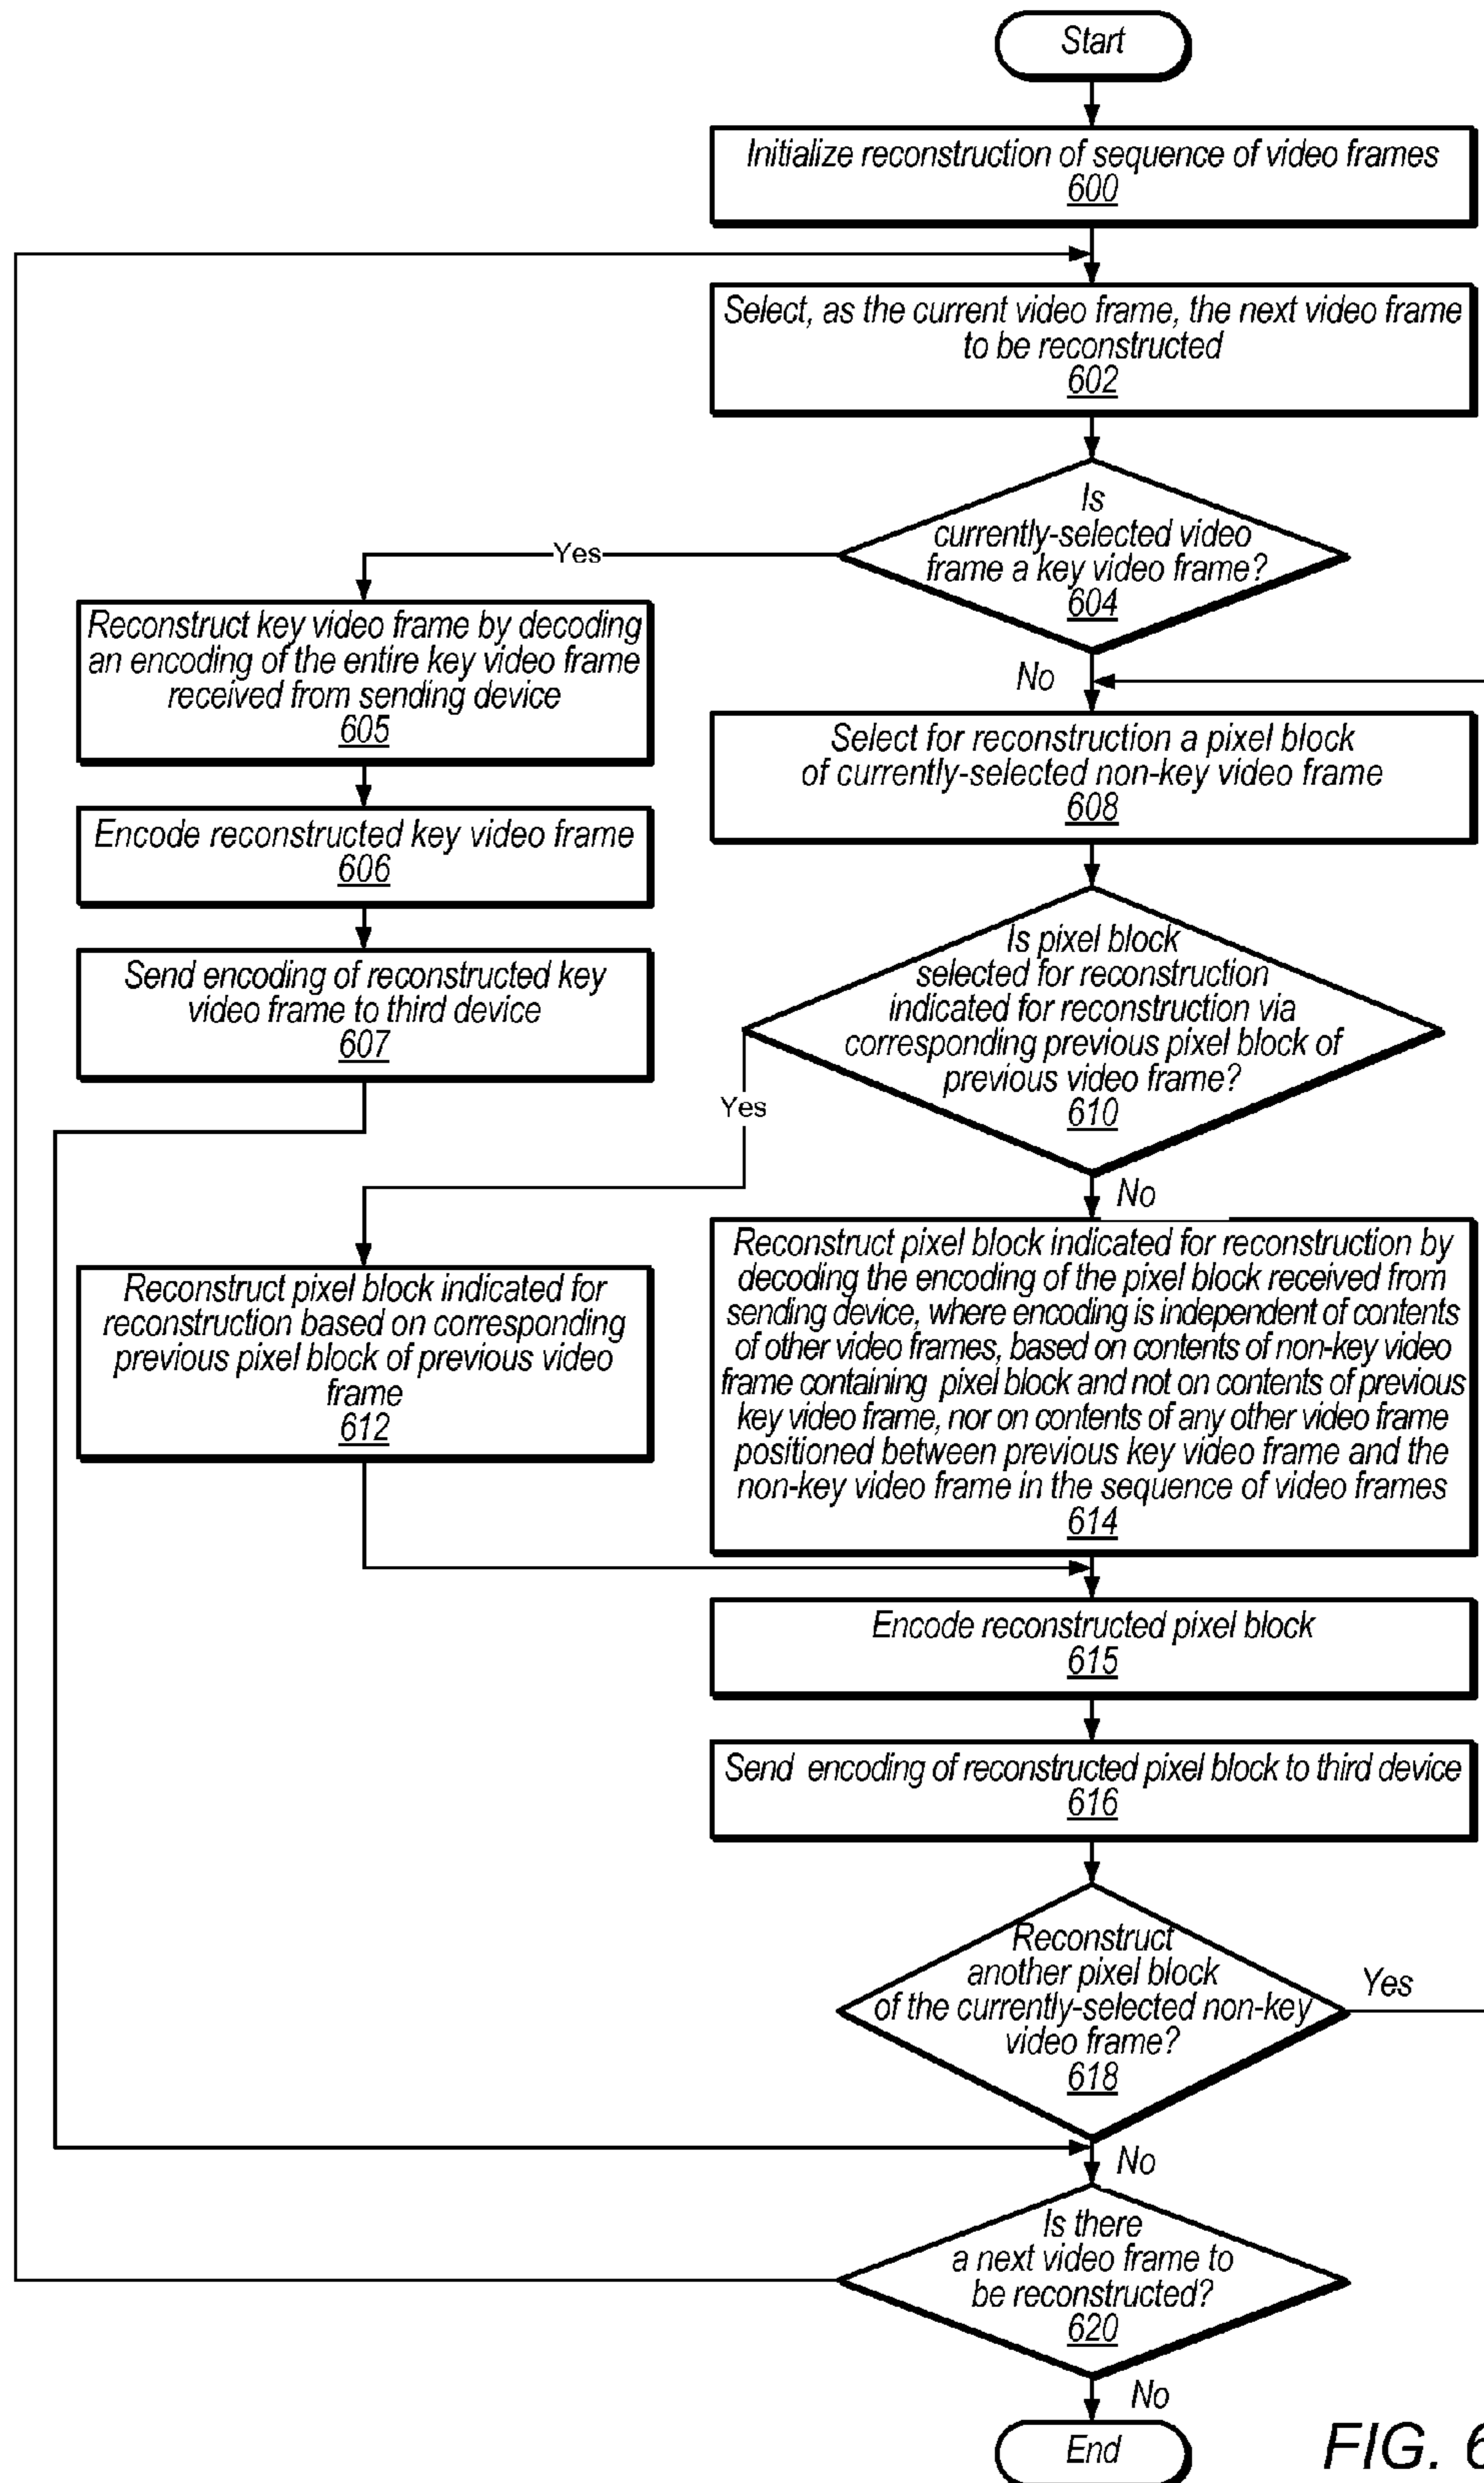 Start
Initialize reconstruction of sequence of video frames
600
Select, as the current video frame, the next video frame
to be reconstructed
602
Is
currently-selected video
frame a key video frame?
604
Yes
No
Reconstruct key video frame by decoding
an encoding of the entire key video frame
received from sending device
605
Encode reconstructed key video frame
606
Send encoding of reconstructed key
video frame to third device
607
Select for reconstruction a pixel block
of currently-selected non-key video frame
608
Is pixel block
selected for reconstruction
indicated for reconstruction via
corresponding previous pixel block of
previous video frame?
610
Yes
No
Reconstruct pixel block indicated for
reconstruction based on corresponding
previous pixel block of previous video
frame
612
Reconstruct pixel block indicated for reconstruction by
decoding the encoding of the pixel block received from
sending device, where encoding is independent of contents
of other video frames, based on contents of non-key video
frame containing pixel block and not on contents of previous
key video frame, nor on contents of any other video frame
positioned between previous key video frame and the
non-key video frame in the sequence of video frames
614
Encode reconstructed pixel block
615
Send encoding of reconstructed pixel block to third device
616
Reconstruct
another pixel block
of the currently-selected non-key
video frame?
618
Yes
No
Is there
a next video frame to
be reconstructed?
620
No
End
FIG. 6